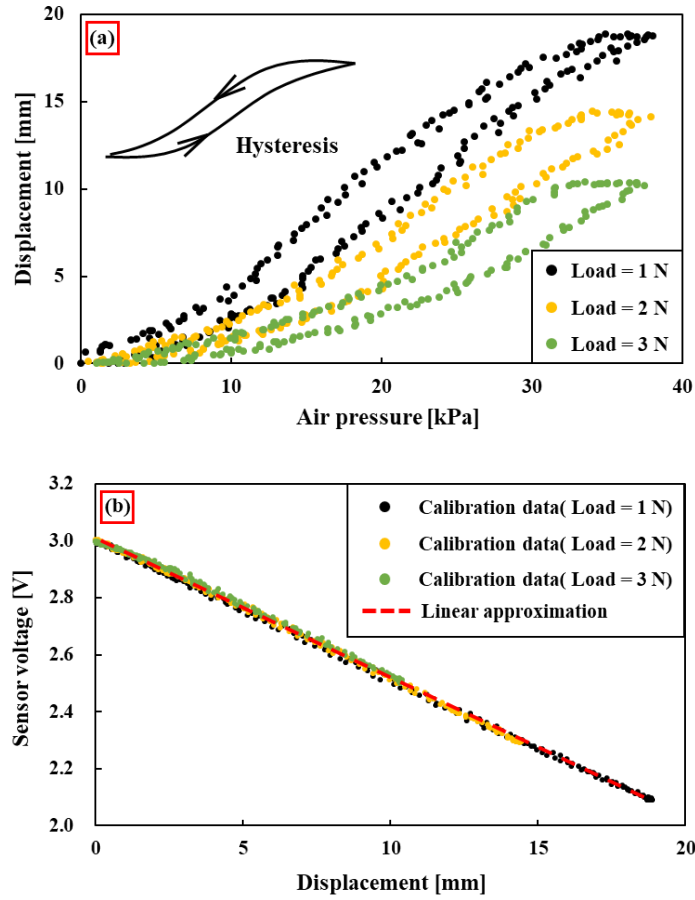 20
(a)
15
10
5
0
Displacement [mm]
Hysteresis
Load = 1 N
Load = 2 N
Load = 3 N
0 10 20 30 40
Air pressure [kPa]
3.2
(b)
3.0
2.8
2.6
2.4
2.2
2.0
Sensor voltage [V]
Calibration data( Load = 1 N)
Calibration data( Load = 2 N)
Calibration data( Load = 3 N)
Linear approximation
0 5 10 15 20
Displacement [mm]